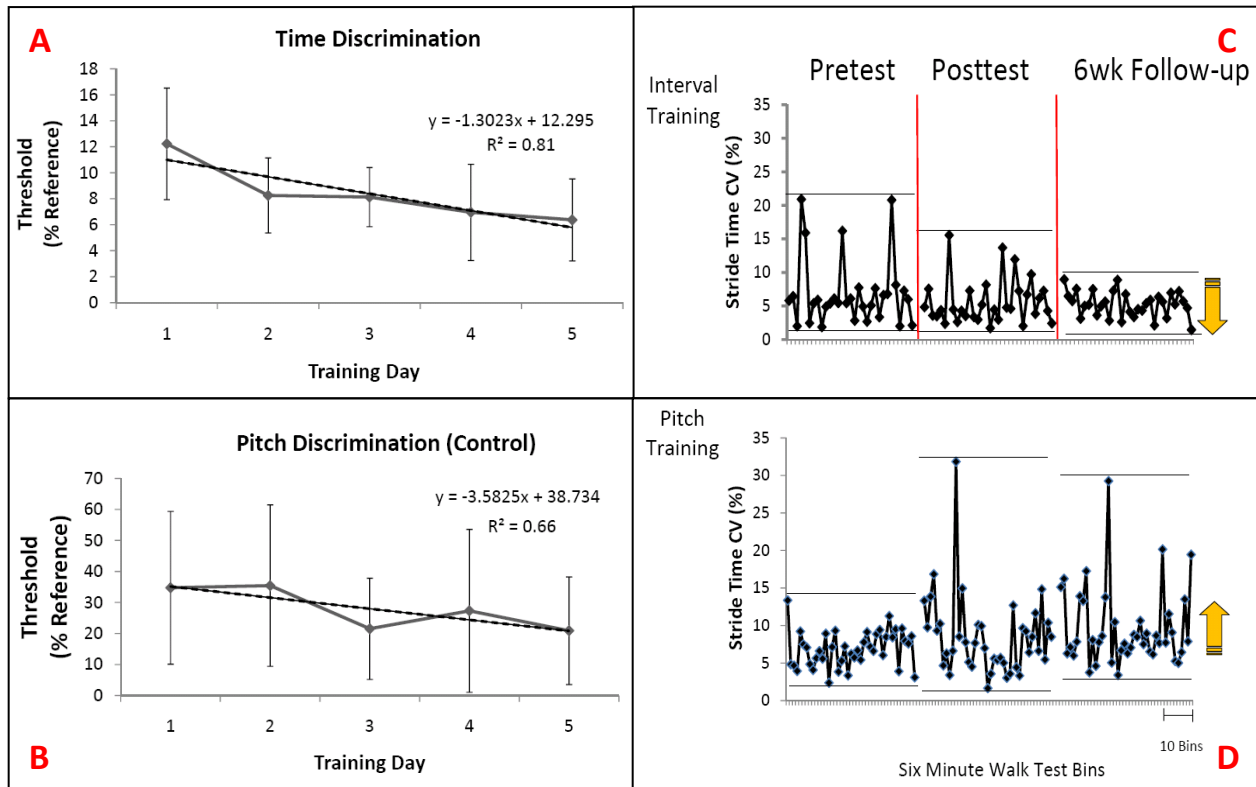 A
Time Discrimination
18
16
14
12
10
8
6
4
2
0
y = -1.3023x + 12.295
R² = 0.81
Threshold
(% Reference)
1 2 3 4 5
Training Day
C
Pretest Posttest 6wk Follow-up
Interval
Training
35
30
25
20
15
10
5
0
Stride Time CV (%)
Pitch Discrimination (Control)
70
60
50
40
30
20
10
0
y = -3.5825x + 38.734
R² = 0.66
Threshold
(% Reference)
1 2 3 4 5
Training Day
B
Pitch
Training
35
30
25
20
15
10
5
0
Stride Time CV (%)
10 Bins
Six Minute Walk Test Bins
D